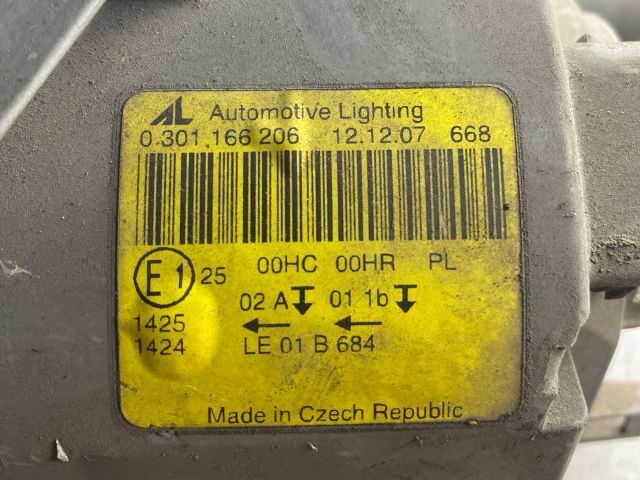 AL Automotive Lighting
0 301 166 206 12.12.07 668
E1 25 00HC 00HR PL
02 A 01 1b
1425
1424 LE 01 B 684
Made in Czech Republic